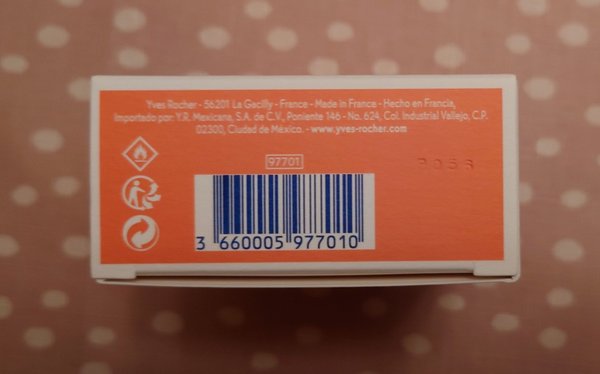 Yves Rocher - 56201 La Gacilly - France - Made in France - Hecho en Francia,
Importado por: Y.R. Mexicana, S.A. de C.V., Poniente 146 - No. 624, Col. Industrial Vallejo, C.P.
02300, Ciudad de México. - www.yves-rocher.com
97701
3 660005 977010